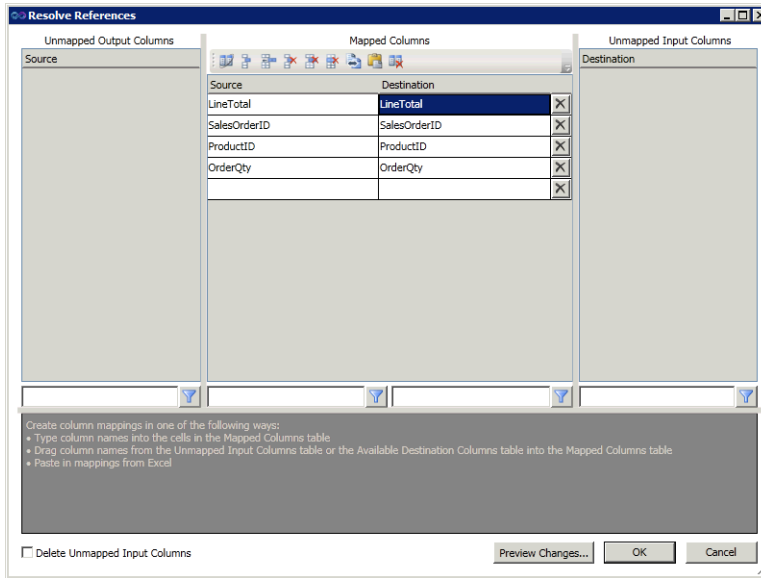 Resolve References
Unmapped Output Columns
Mapped Columns
Unmapped Input Columns
Source
Destination
Source Destination
LineTotal LineTotal
SalesOrderID SalesOrderID
ProductID ProductID
OrderQty OrderQty
Create column mappings in one of the following ways:
• Type column names into the cells in the Mapped Columns table
• Drag column names from the Unmapped Input Columns table or the Available Destination Columns table into the Mapped Columns table
• Paste in mappings from Excel
Delete Unmapped Input Columns
Preview Changes...
OK
Cancel